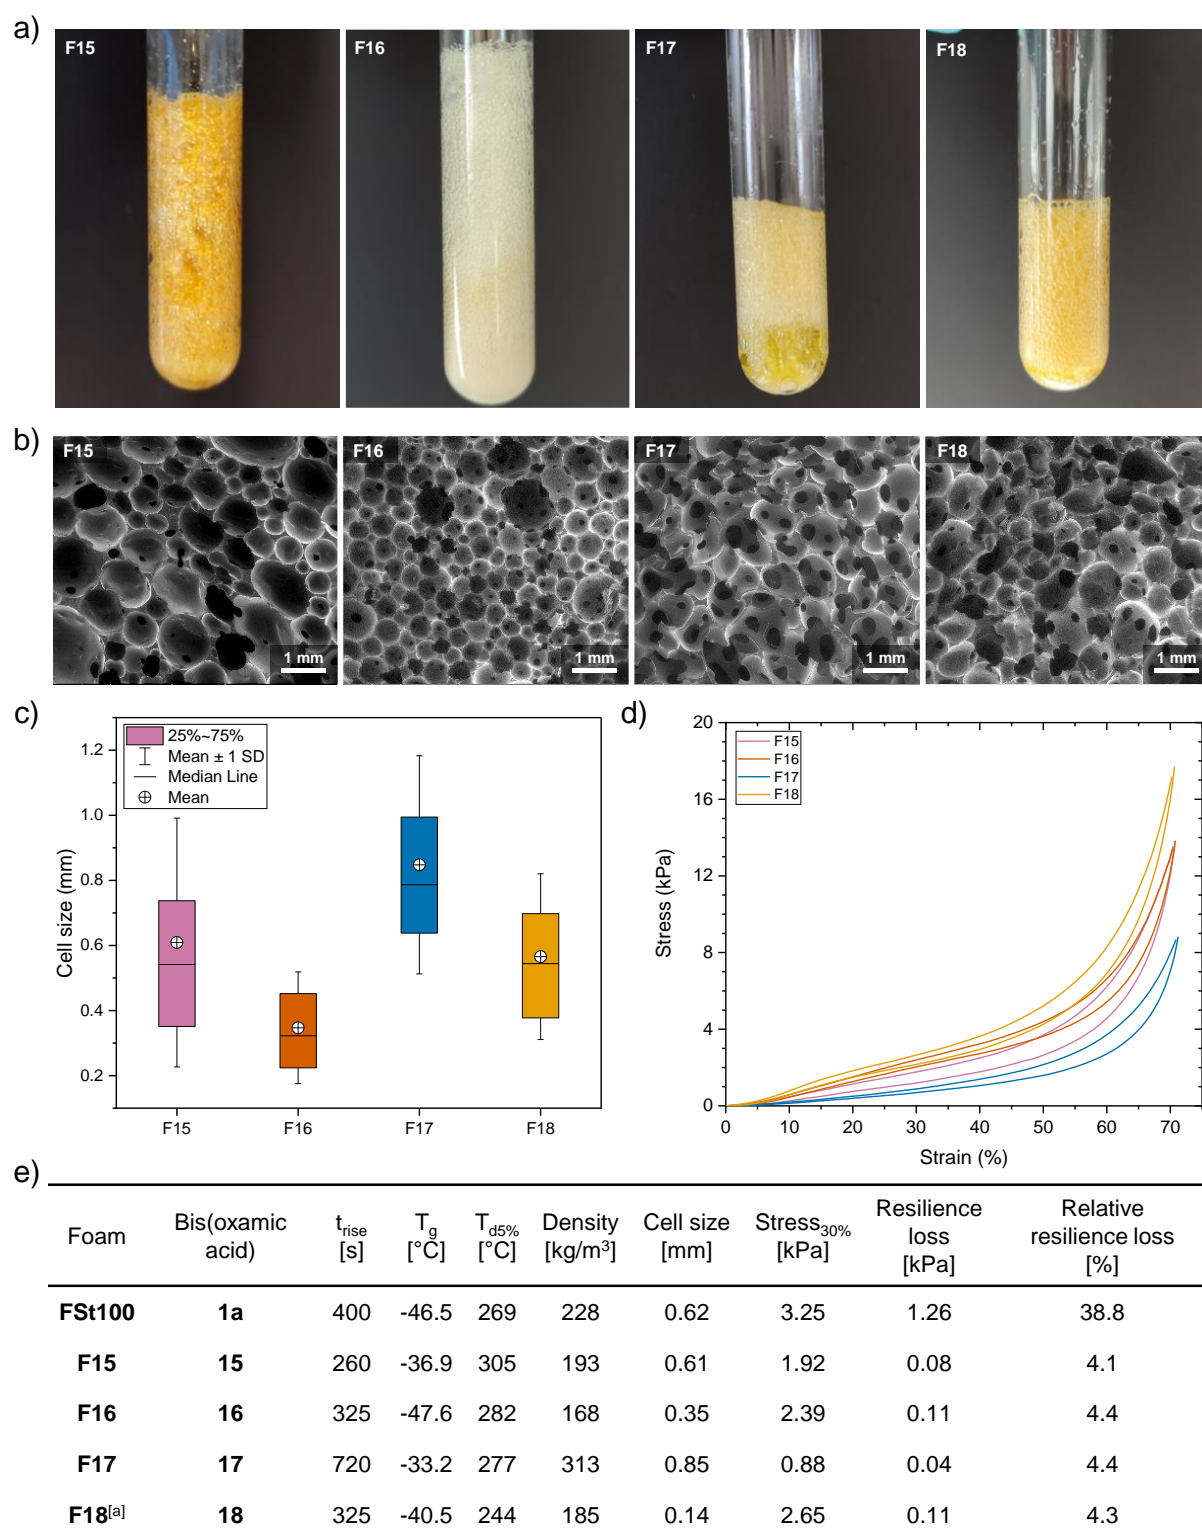 a)
F15 F16 F17 F18
b)
F15 F16 F17 F18
1 mm 1 mm 1 mm 1 mm
c)
25%~75%
Mean ± 1 SD
Median Line
Mean
Cell size (mm)
1.2
1.0
0.8
0.6
0.4
0.2
F15 F16 F17 F18
d)
F15
F16
F17
F18
Stress (kPa)
20
16
12
8
4
0
0 10 20 30 40 50 60 70
Strain (%)
e)
Foam Bis(oxamic acid) t_rise [s] T_g [°C] T_d5% [°C] Density [kg/m³] Cell size [mm] Stress_30% [kPa] Resilience loss [kPa] Relative resilience loss [%]
FSt100 1a 400 -46.5 269 228 0.62 3.25 1.26 38.8
F15 15 260 -36.9 305 193 0.61 1.92 0.08 4.1
F16 16 325 -47.6 282 168 0.35 2.39 0.11 4.4
F17 17 720 -33.2 277 313 0.85 0.88 0.04 4.4
F18[a] 18 325 -40.5 244 185 0.14 2.65 0.11 4.3